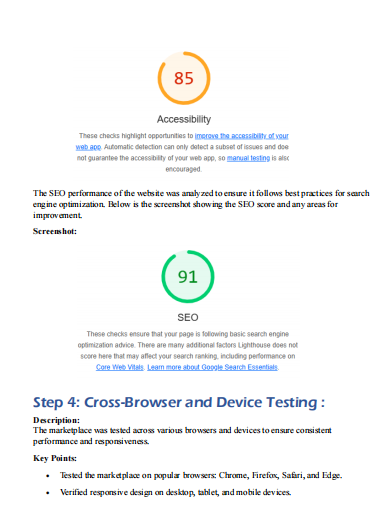 85
Accessibility
These checks highlight opportunities to improve the accessibility of your
web app. Automatic detection can only detect a subset of issues and doe
not guarantee the accessibility of your web app, so manual testing is alsc
encouraged.
The SEO performance of the website was analyzed to ensure it follows best practices for search
engine optimization. Below is the screenshot showing the SEO score and any areas for
improvement.
Screenshot:
91
SEO
These checks ensure that your page is following basic search engine
optimization advice. There are many additional factors Lighthouse does not
score here that may affect your search ranking, including performance on
Core Web Vitals. Learn more about Google Search Essentials.
Step 4: Cross-Browser and Device Testing :
Description:
The marketplace was tested across various browsers and devices to ensure consistent
performance and responsiveness.
Key Points:
• Tested the marketplace on popular browsers: Chrome, Firefox, Safari, and Edge.
• Verified responsive design on desktop, tablet, and mobile devices.